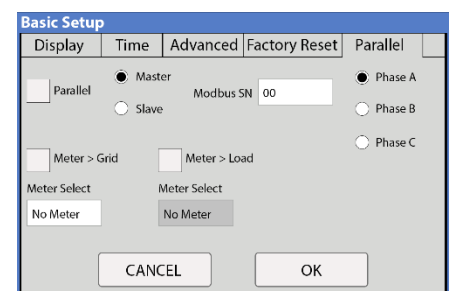 Basic Setup
Display Time Advanced Factory Reset Parallel
Parallel Master Modbus SN 00 Phase A
Slave Phase B
Phase C
Meter > Grid Meter > Load
Meter Select Meter Select
No Meter No Meter
CANCEL OK